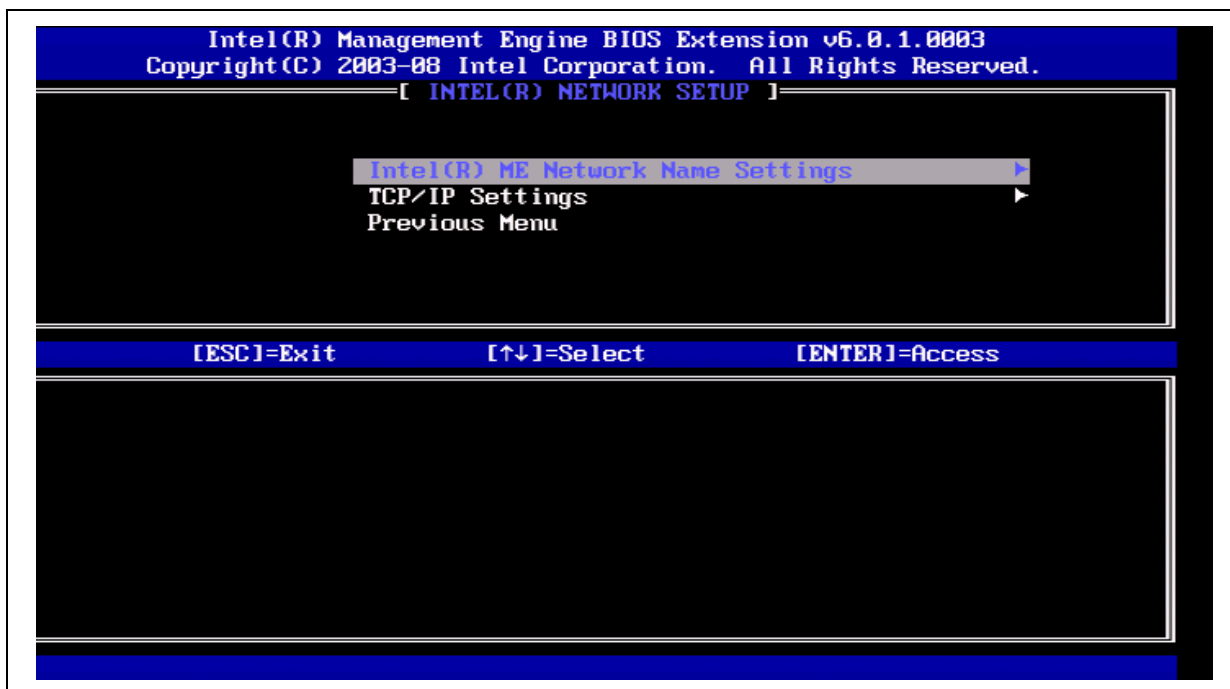 Intel(R) Management Engine BIOS Extension v6.0.1.0003
Copyright(C) 2003-08 Intel Corporation. All Rights Reserved.
[ INTEL(R) NETWORK SETUP ]
Intel(R) ME Network Name Settings ►
TCP/IP Settings ►
Previous Menu
[ESC]=Exit [↑↓]=Select [ENTER]=Access